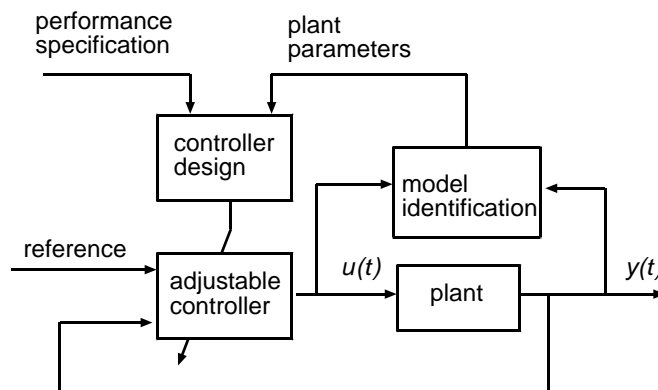 performance
specification
plant
parameters
controller
design
model
identification
reference
adjustable
controller
u(t)
plant
y(t)